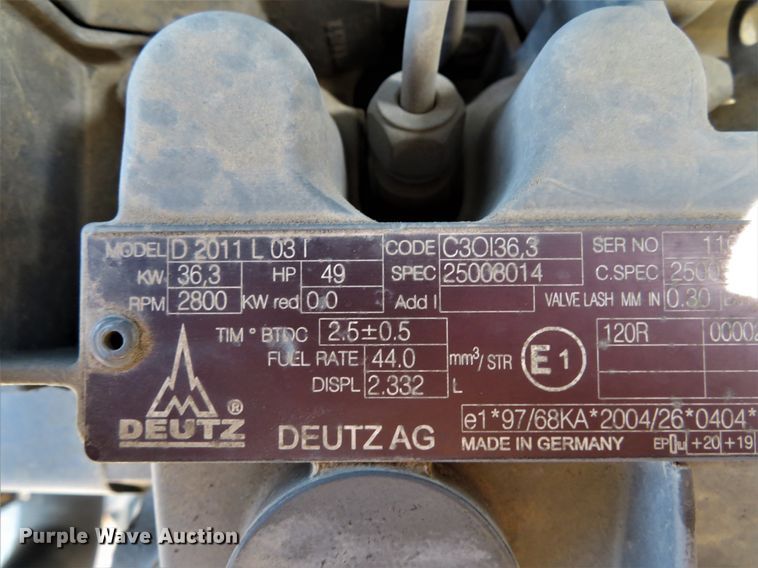 MODEL D 2011 L 03 I CODE C3OI36,3 SER NO
KW 36,3 HP 49 SPEC 25008014 C.SPEC
RPM 2800 KW red 0,0 Add I VALVE LASH MM IN 0.30
TIM ° BTDC 2.5±0.5 120R
FUEL RATE 44.0 mm³/STR E1
DISPL 2.332 L
DEUTZ ® DEUTZ AG e1*97/68KA*2004/26*0404*
MADE IN GERMANY EP +20 +19
Purple Wave Auction